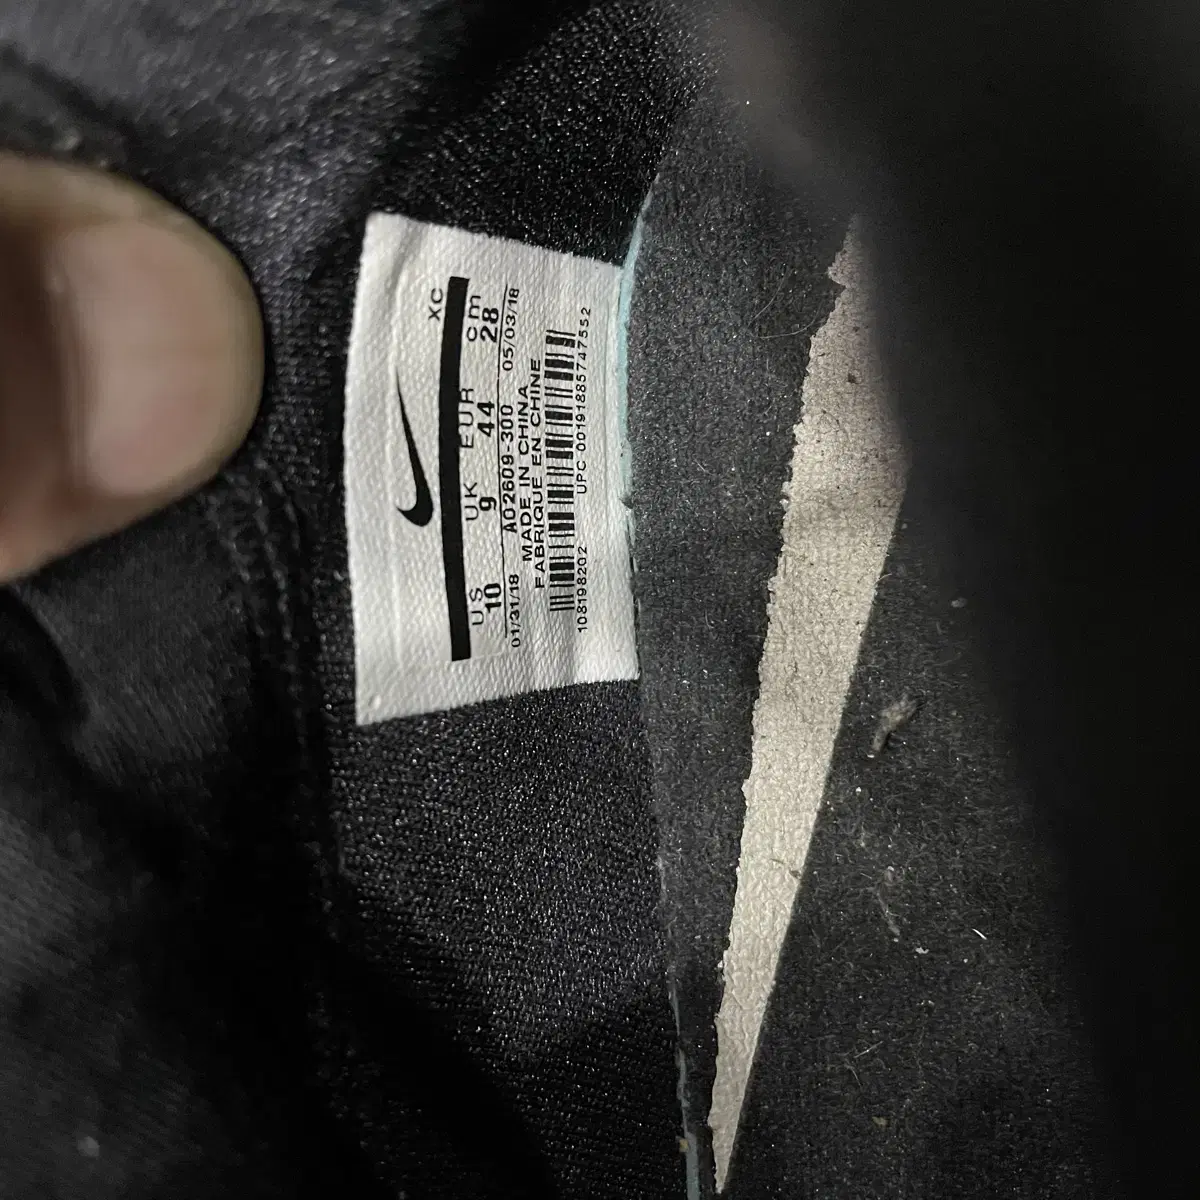 XC
US UK EUR cm
10 9 44 28
01/31/18 AO2609-300 05/03/18
MADE IN CHINA
FABRIQUE EN CHINE
108198202 UPC 00191885747552